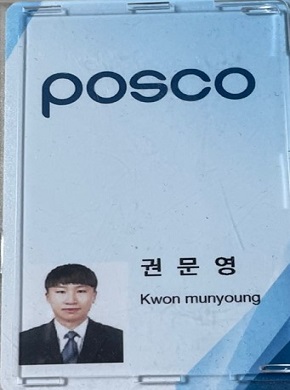 posco
권 문 영
Kwon munyoung